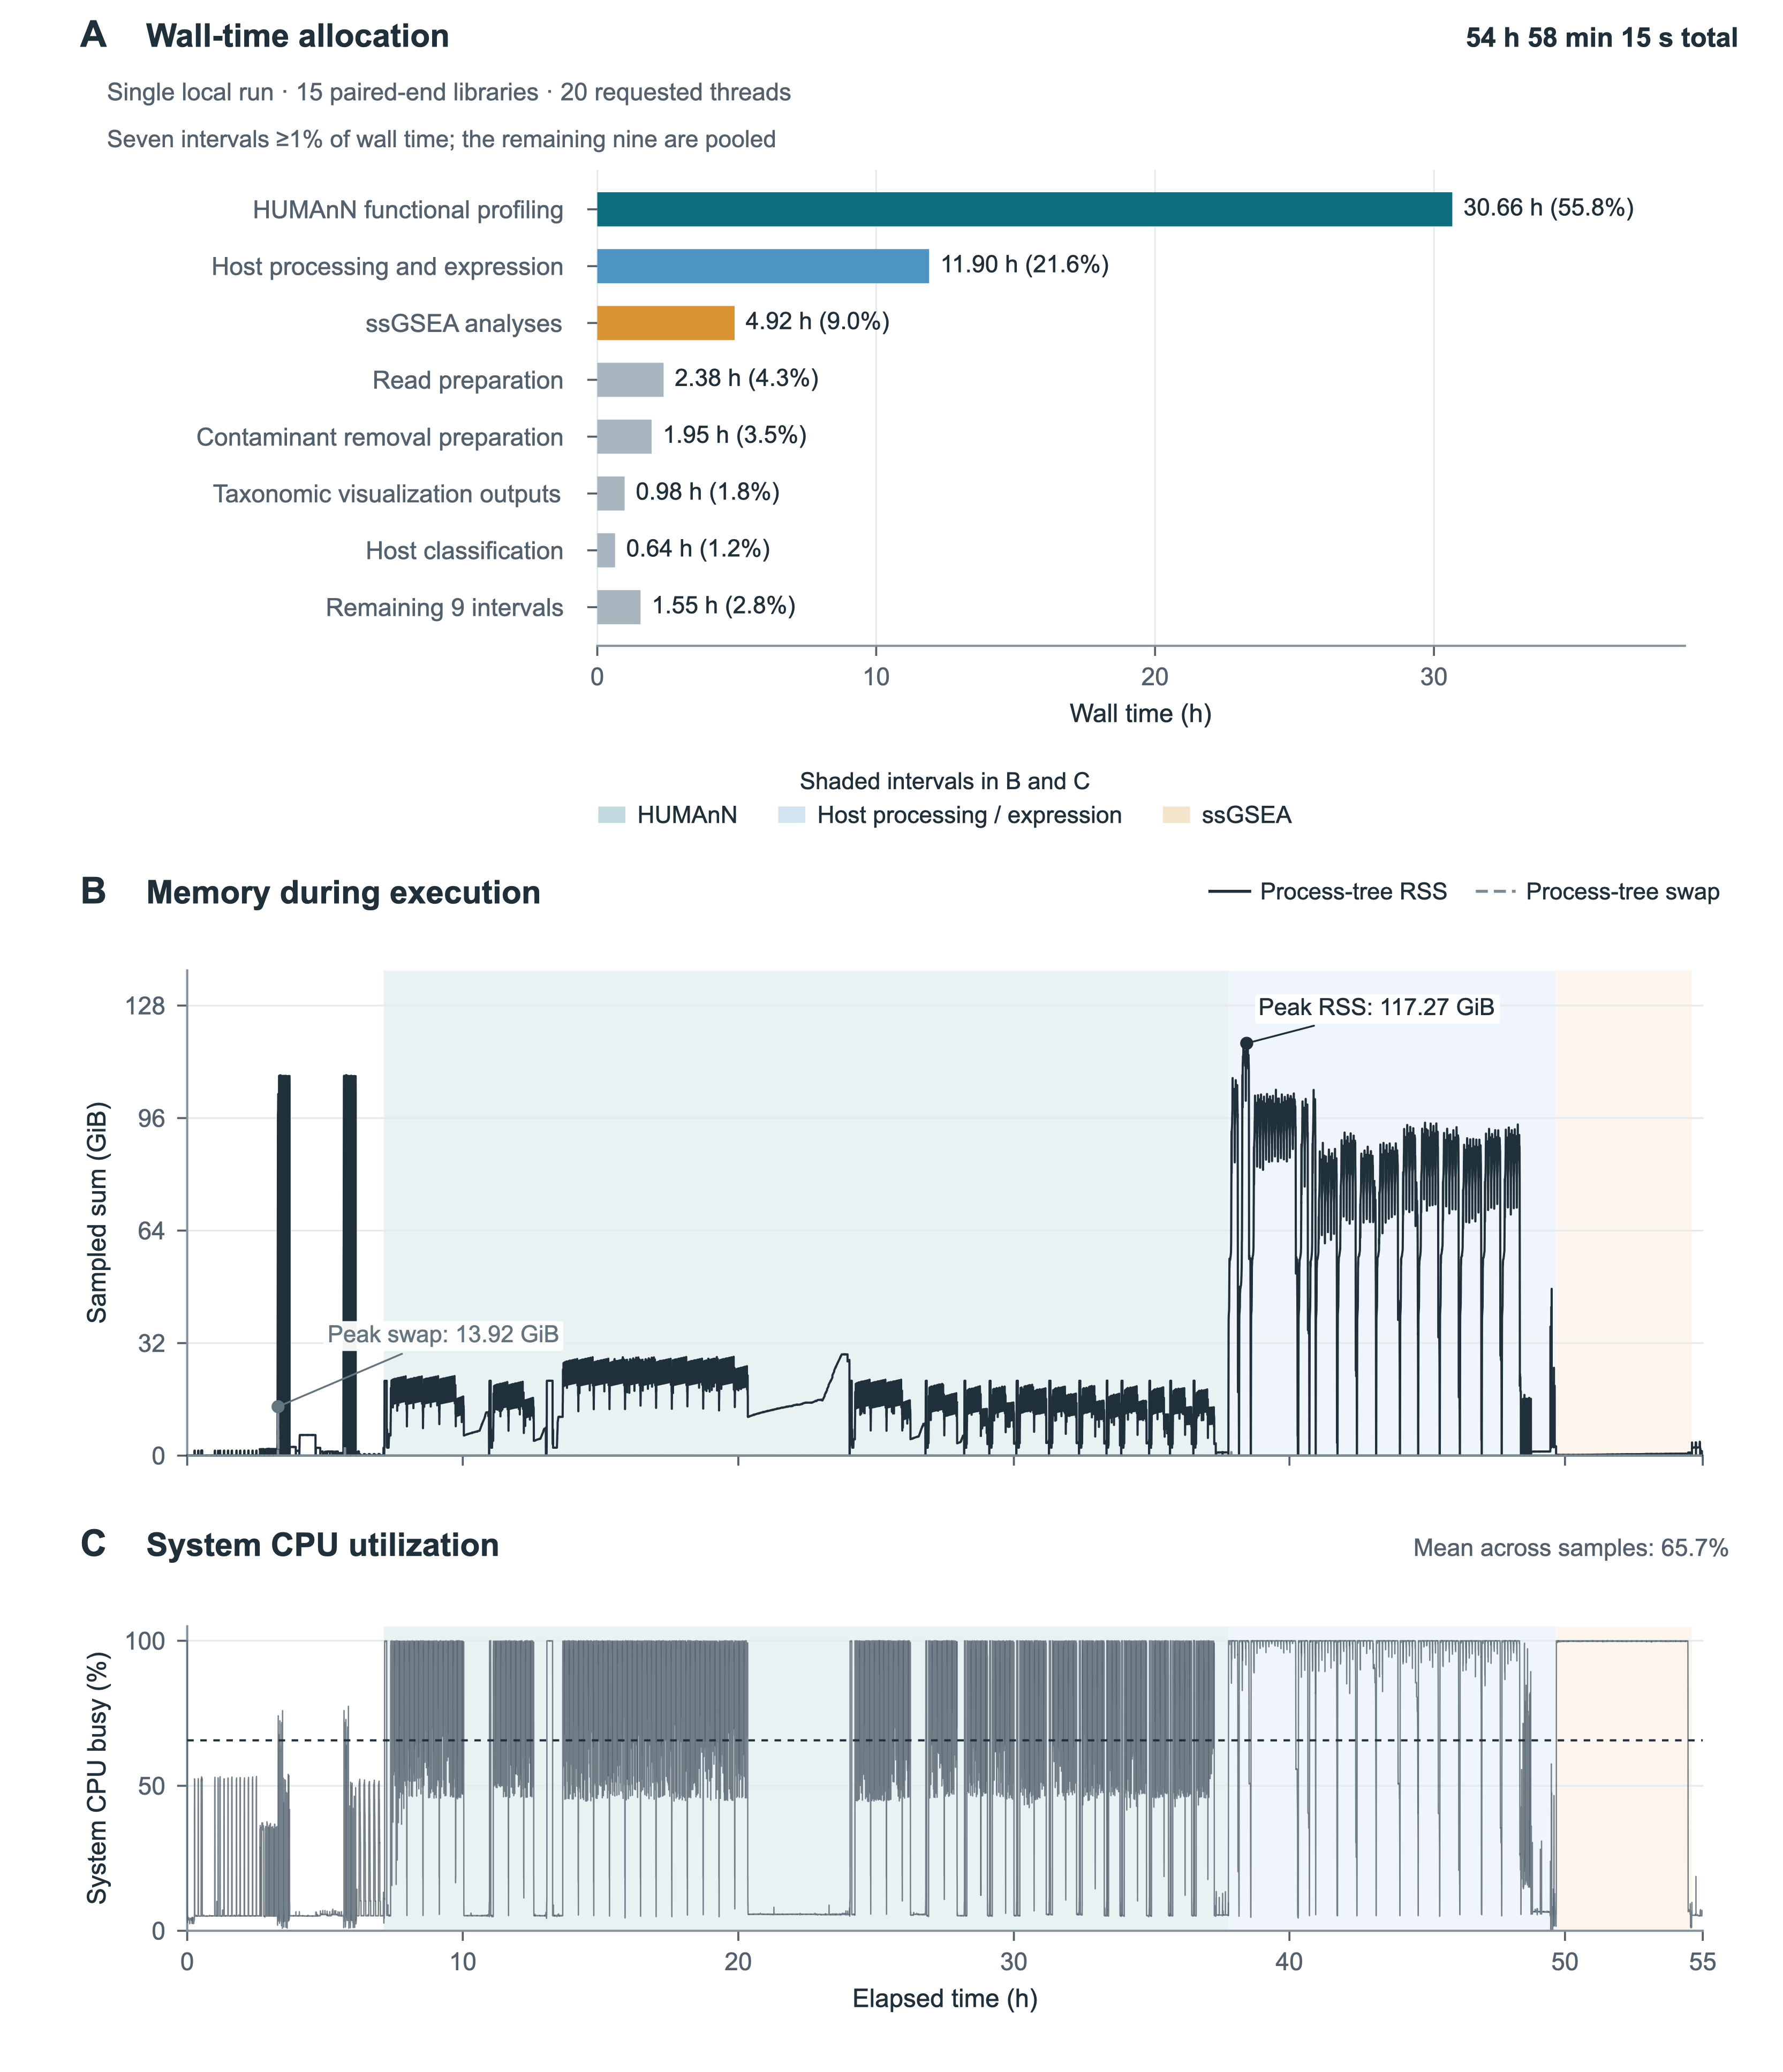 A Wall-time allocation 54 h 58 min 15 s total
Single local run · 15 paired-end libraries · 20 requested threads
Seven intervals ≥1% of wall time; the remaining nine are pooled
HUMAnN functional profiling 30.66 h (55.8%)
Host processing and expression 11.90 h (21.6%)
ssGSEA analyses 4.92 h (9.0%)
Read preparation 2.38 h (4.3%)
Contaminant removal preparation 1.95 h (3.5%)
Taxonomic visualization outputs 0.98 h (1.8%)
Host classification 0.64 h (1.2%)
Remaining 9 intervals 1.55 h (2.8%)
0 10 20 30
Wall time (h)
Shaded intervals in B and C
HUMAnN Host processing / expression ssGSEA
B Memory during execution Process-tree RSS Process-tree swap
128
Peak RSS: 117.27 GiB
96
Sampled sum (GiB)
64
Peak swap: 13.92 GiB
32
0
C System CPU utilization Mean across samples: 65.7%
100
System CPU busy (%)
50
0
0 10 20 30 40 50 55
Elapsed time (h)